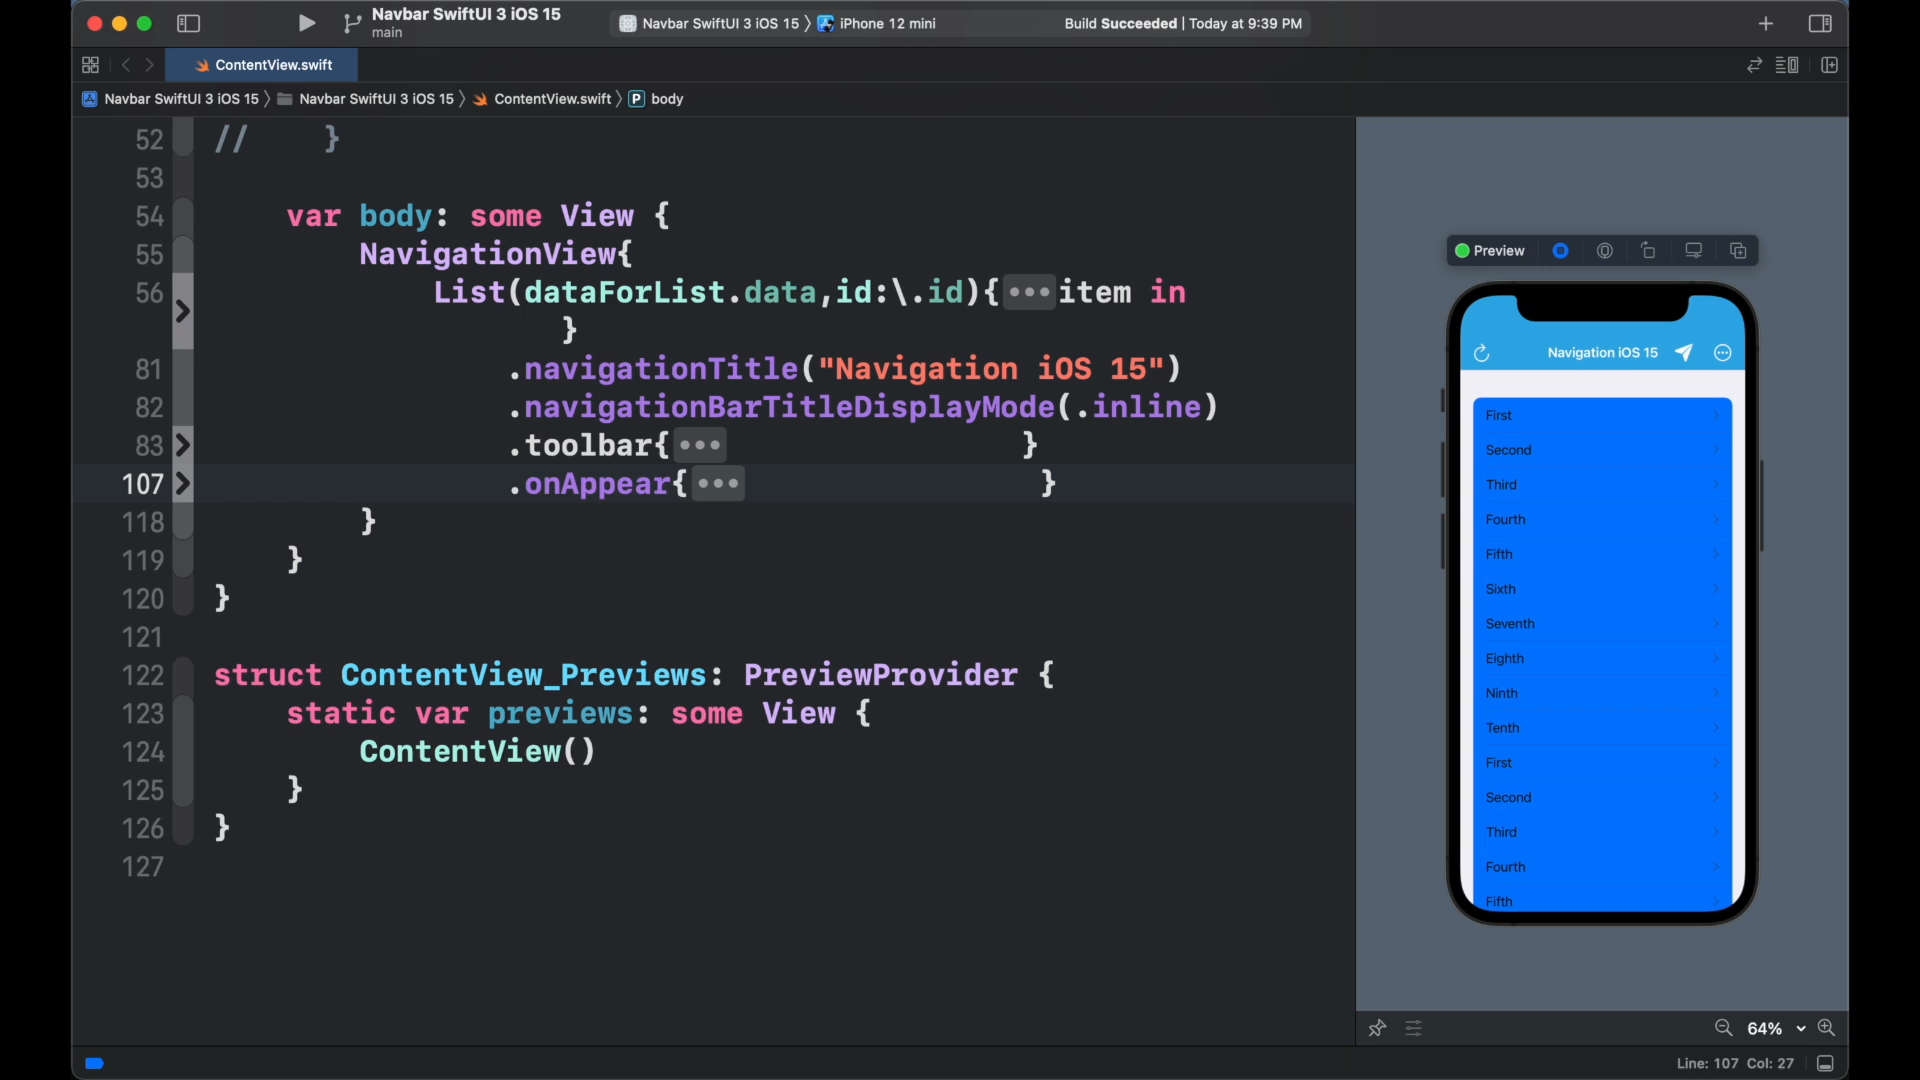 Navbar SwiftUI 3 iOS 15
main
Navbar SwiftUI 3 iOS 15 〉 iPhone 12 mini
Build Succeeded | Today at 9:39 PM
ContentView.swift
Navbar SwiftUI 3 iOS 15 〉 Navbar SwiftUI 3 iOS 15 〉 ContentView.swift 〉 P body
52 //    }
53
54 var body: some View {
55 NavigationView{
56 List(dataForList.data,id:\.id){•••item in
}
81 .navigationTitle("Navigation iOS 15")
82 .navigationBarTitleDisplayMode(.inline)
83 .toolbar{••• }
107 .onAppear{••• }
118 }
119 }
120 }
121
122 struct ContentView_Previews: PreviewProvider {
123 static var previews: some View {
124 ContentView()
125 }
126 }
127
Preview
Navigation iOS 15
First
Second
Third
Fourth
Fifth
Sixth
Seventh
Eighth
Ninth
Tenth
First
Second
Third
Fourth
Fifth
64%
Line: 107 Col: 27